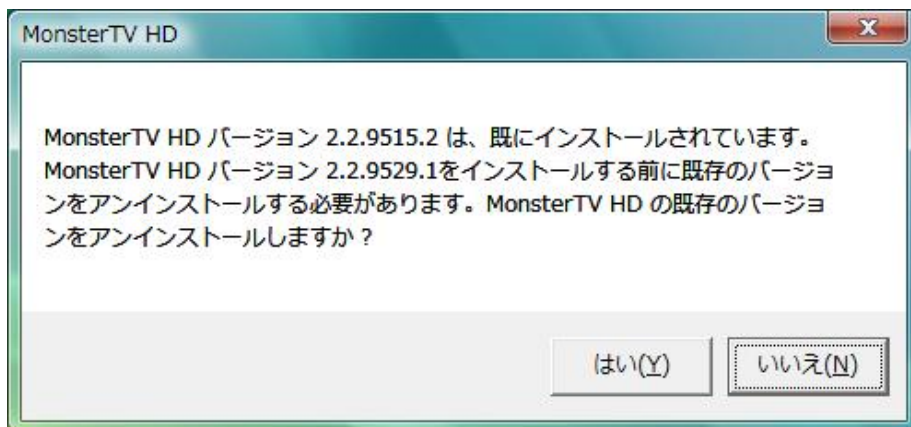 MonsterTV HD
MonsterTV HD バージョン 2.2.9515.2 は、既にインストールされています。
MonsterTV HD バージョン 2.2.9529.1をインストールする前に既存のバージョ
ンをアンインストールする必要があります。MonsterTV HD の既存のバージョ
ンをアンインストールしますか？
はい(Y)
いいえ(N)